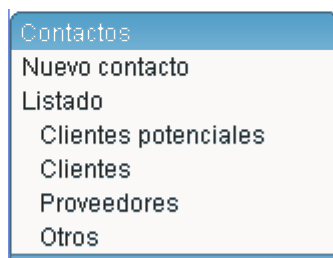 Contactos
Nuevo contacto
Listado
Clientes potenciales
Clientes
Proveedores
Otros